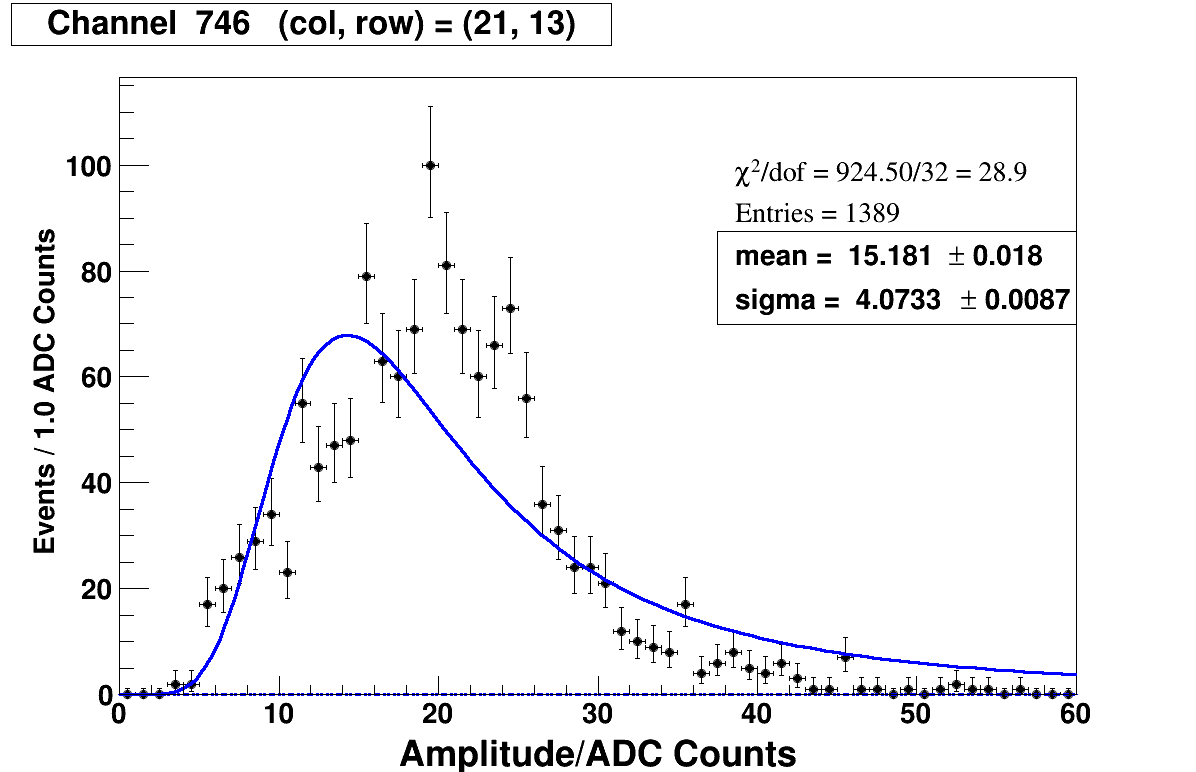 Channel 746 (col, row) = (21, 13)
χ²/dof = 924.50/32 = 28.9
Entries = 1389
mean = 15.181 ± 0.018
sigma = 4.0733 ± 0.0087
Events / 1.0 ADC Counts
100
80
60
40
20
0
0 10 20 30 40 50 60
Amplitude/ADC Counts